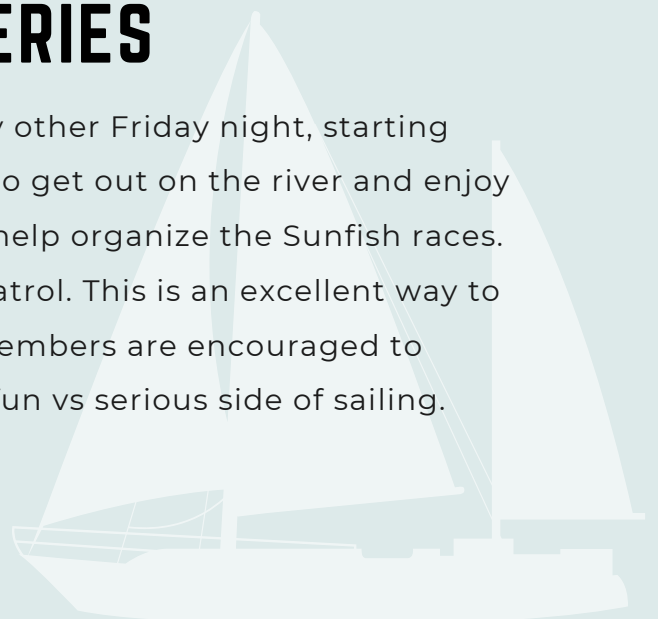 ERIES
y other Friday night, starting
o get out on the river and enjoy
help organize the Sunfish races.
atrol. This is an excellent way to
embers are encouraged to
un vs serious side of sailing.